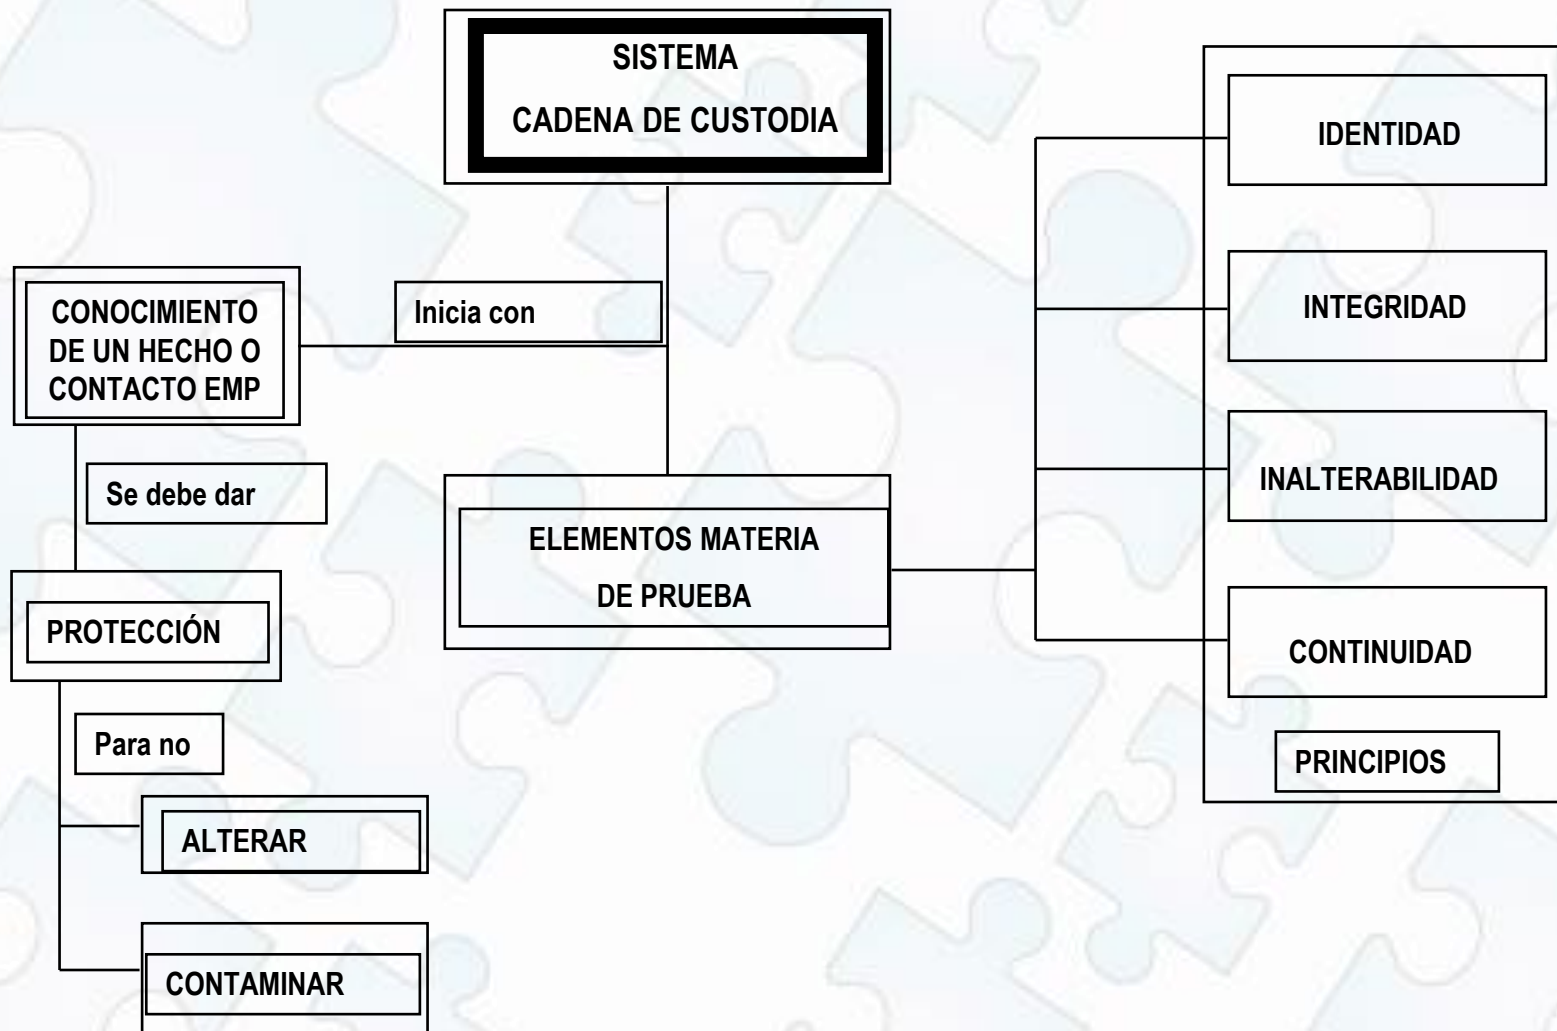 SISTEMA
CADENA DE CUSTODIA
CONOCIMIENTO
DE UN HECHO O
CONTACTO EMP
Inicia con
Se debe dar
PROTECCIÓN
Para no
ALTERAR
CONTAMINAR
ELEMENTOS MATERIA
DE PRUEBA
IDENTIDAD
INTEGRIDAD
INALTERABILIDAD
CONTINUIDAD
PRINCIPIOS